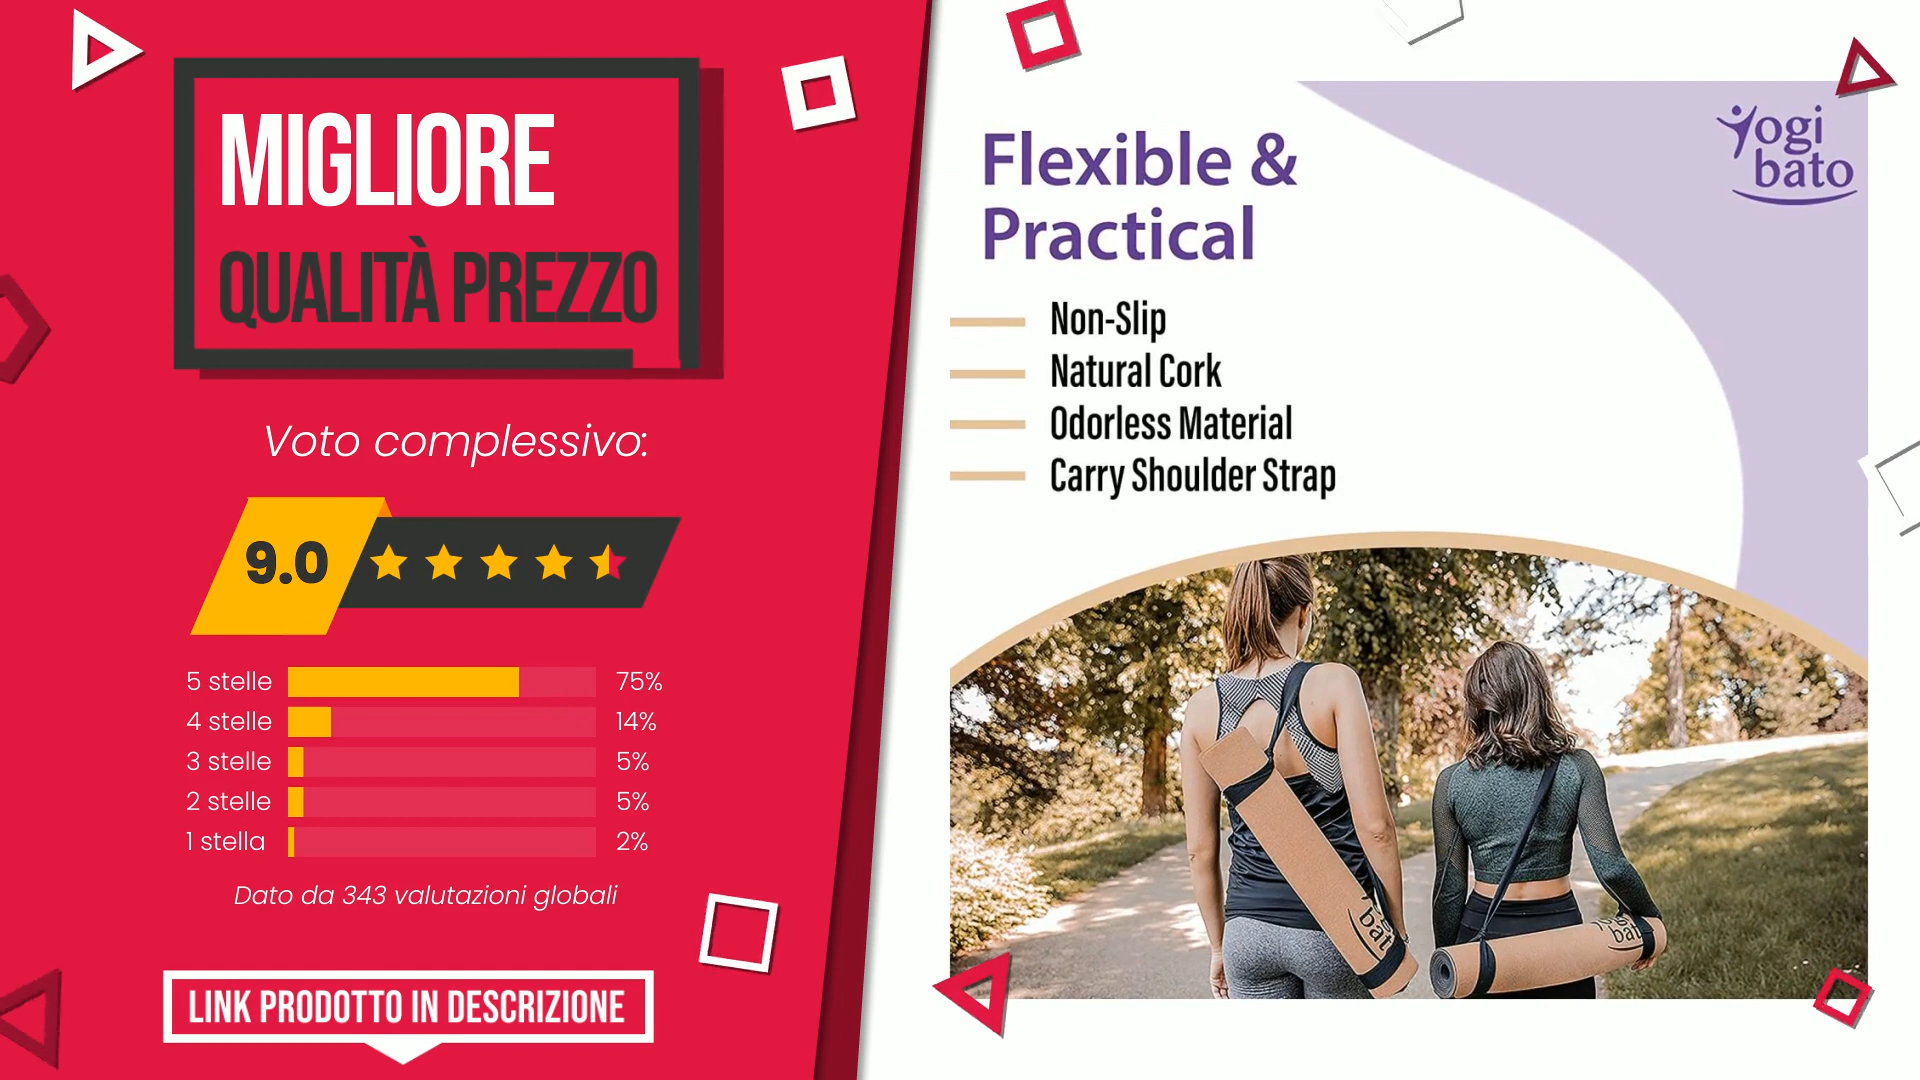 MIGLIORE
QUALITÀ PREZZO
Voto complessivo:
9.0
5 stelle 75%
4 stelle 14%
3 stelle 5%
2 stelle 5%
1 stella 2%
Dato da 343 valutazioni globali
LINK PRODOTTO IN DESCRIZIONE
Yogi
bato
Flexible &
Practical
Non-Slip
Natural Cork
Odorless Material
Carry Shoulder Strap